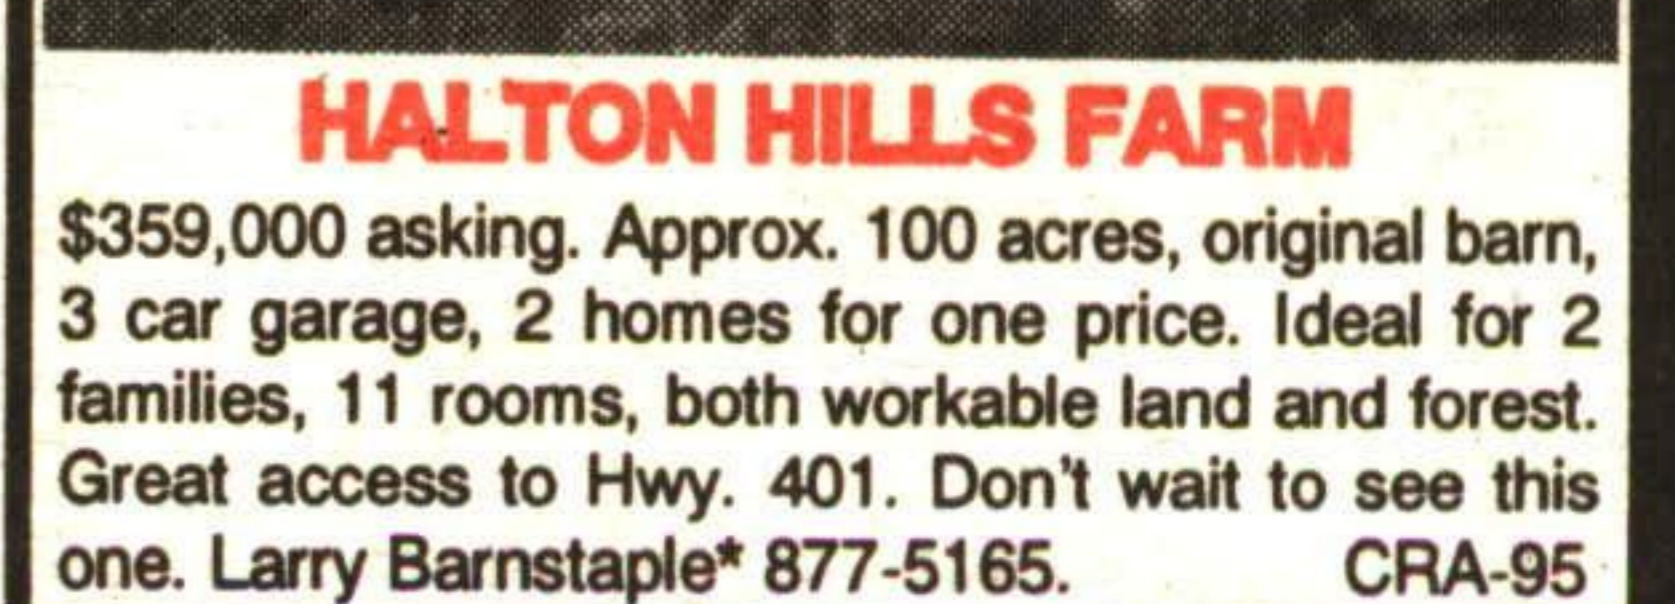 HALTON HILLS FARM
$359,000 asking. Approx. 100 acres, original barn,
3 car garage, 2 homes for one price. Ideal for 2
families, 11 rooms, both workable land and forest.
Great access to Hwy. 401. Don't wait to see this
one. Larry Barnstaple* 877-5165. CRA-95